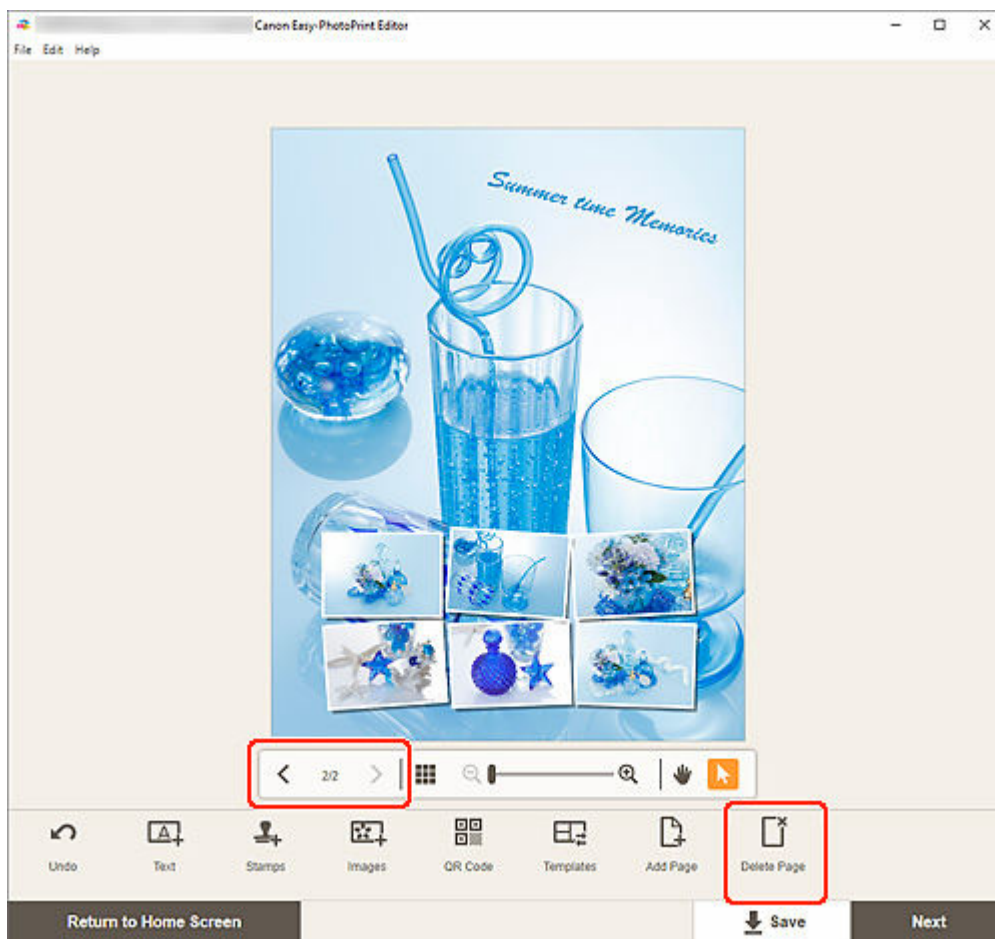 Canon Easy-PhotoPrint Editor
File Edit Help
Summer time Memories
2/2
Undo Text Stamps Images QR Code Templates Add Page Delete Page
Return to Home Screen Save Next